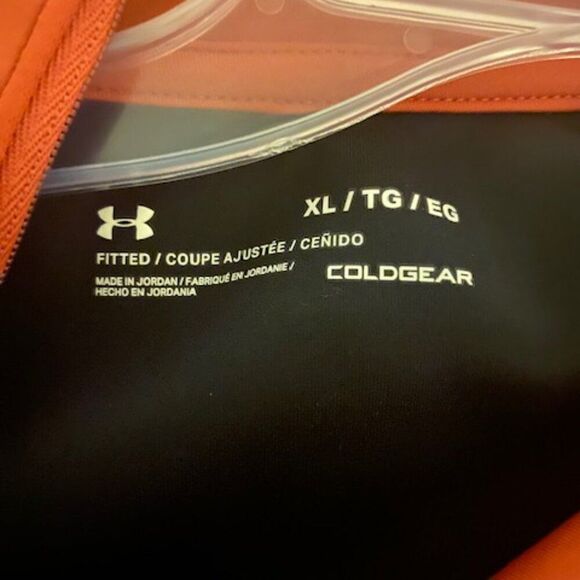 XL / TG / EG
FITTED / COUPE AJUSTÉE / CEÑIDO
MADE IN JORDAN / FABRIQUÉ EN JORDANIE /
HECHO EN JORDANIA
COLDGEAR